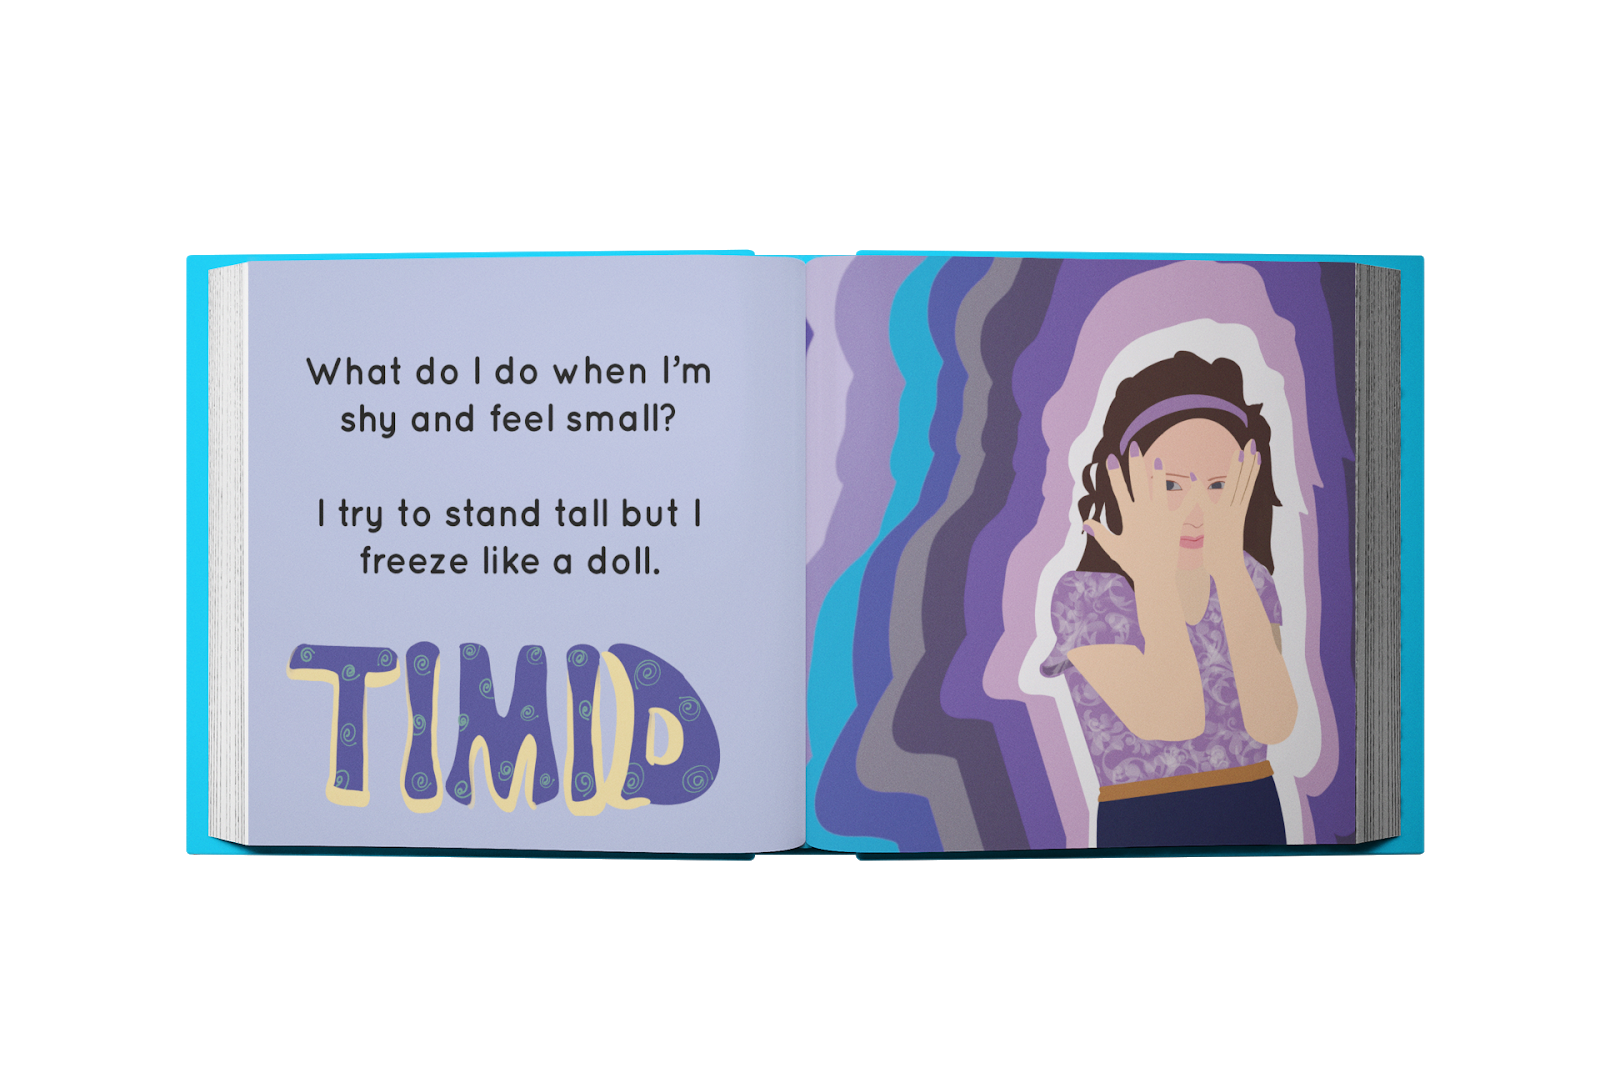 What do I do when I'm
shy and feel small?
I try to stand tall but I
freeze like a doll.
TIMID